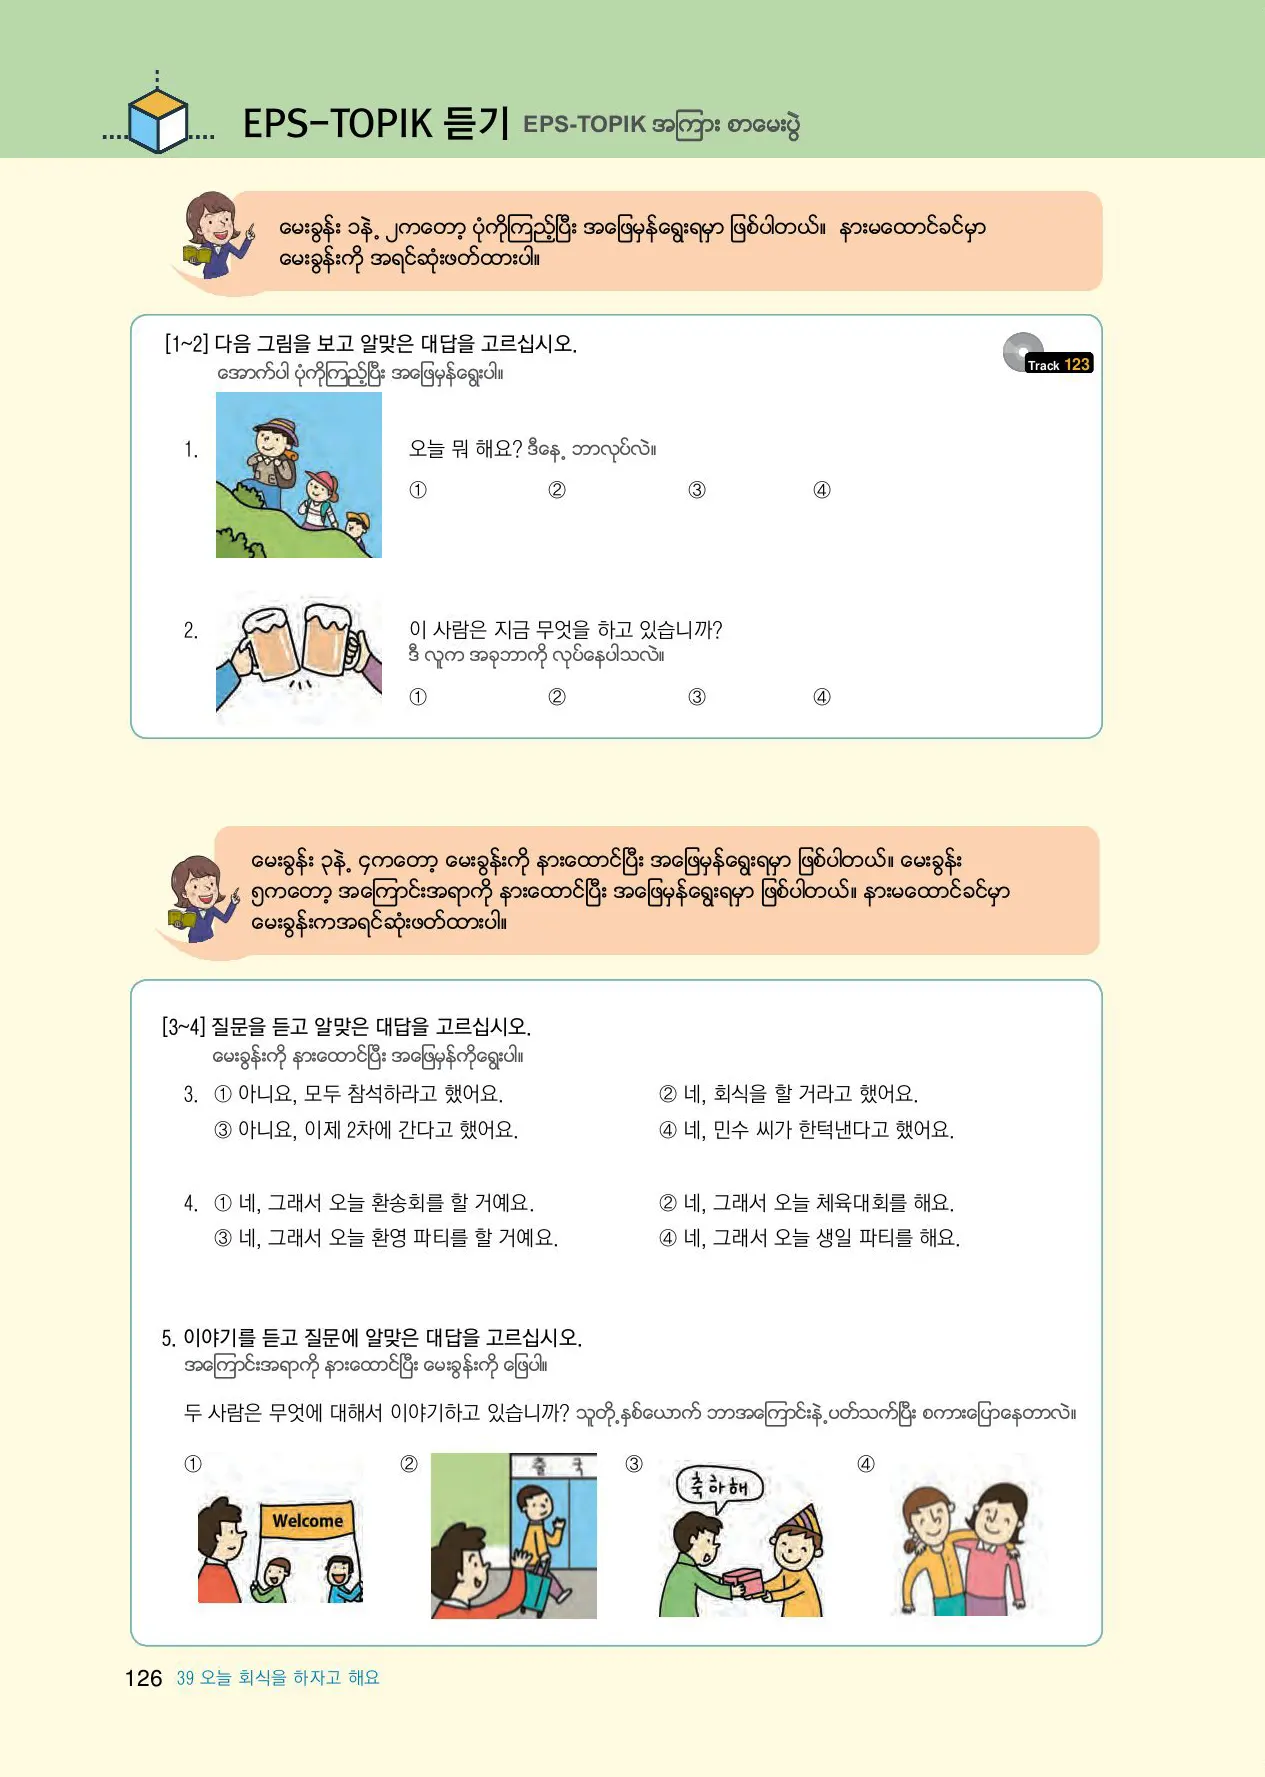 EPS-TOPIK 듣기 EPS-TOPIK အကြား စာမေးပွဲ
မေးခွန်း ၁နဲ့ ၂ကတော့ ပုံကိုကြည့်ပြီး အဖြေမှန်ရွေးရမှာ ဖြစ်ပါတယ်။ နားမထောင်ခင်မှာ
မေးခွန်းကို အရင်ဆုံးဖတ်ထားပါ။
[1~2] 다음 그림을 보고 알맞은 대답을 고르십시오.
Track 123
အောက်ပါ ပုံကိုကြည့်ပြီး အဖြေမှန်ရွေးပါ။
1. 오늘 뭐 해요? ဒီနေ့ ဘာလုပ်လဲ။
① ② ③ ④
2. 이 사람은 지금 무엇을 하고 있습니까?
ဒီ လူက အခုဘာကို လုပ်နေပါသလဲ။
① ② ③ ④
မေးခွန်း ၃နဲ့ ၄ကတော့ မေးခွန်းကို နားထောင်ပြီး အဖြေမှန်ရွေးရမှာ ဖြစ်ပါတယ်။ မေးခွန်း
၅ကတော့ အကြောင်းအရာကို နားထောင်ပြီး အဖြေမှန်ရွေးရမှာ ဖြစ်ပါတယ်။ နားမထောင်ခင်မှာ
မေးခွန်းကအရင်ဆုံးဖတ်ထားပါ။
[3~4] 질문을 듣고 알맞은 대답을 고르십시오.
မေးခွန်းကို နားထောင်ပြီး အဖြေမှန်ကိုရွေးပါ။
3. ① 아니요, 모두 참석하라고 했어요. ② 네, 회식을 할 거라고 했어요.
③ 아니요, 이제 2차에 간다고 했어요. ④ 네, 민수 씨가 한턱낸다고 했어요.
4. ① 네, 그래서 오늘 환송회를 할 거예요. ② 네, 그래서 오늘 체육대회를 해요.
③ 네, 그래서 오늘 환영 파티를 할 거예요. ④ 네, 그래서 오늘 생일 파티를 해요.
5. 이야기를 듣고 질문에 알맞은 대답을 고르십시오.
အကြောင်းအရာကို နားထောင်ပြီး မေးခွန်းကို ဖြေပါ။
두 사람은 무엇에 대해서 이야기하고 있습니까? သူတို့နှစ်ယောက် ဘာအကြောင်းနဲ့ပတ်သက်ပြီး စကားပြောနေတာလဲ။
① ② ③ ④
출 국
축하해
Welcome
126 39 오늘 회식을 하자고 해요